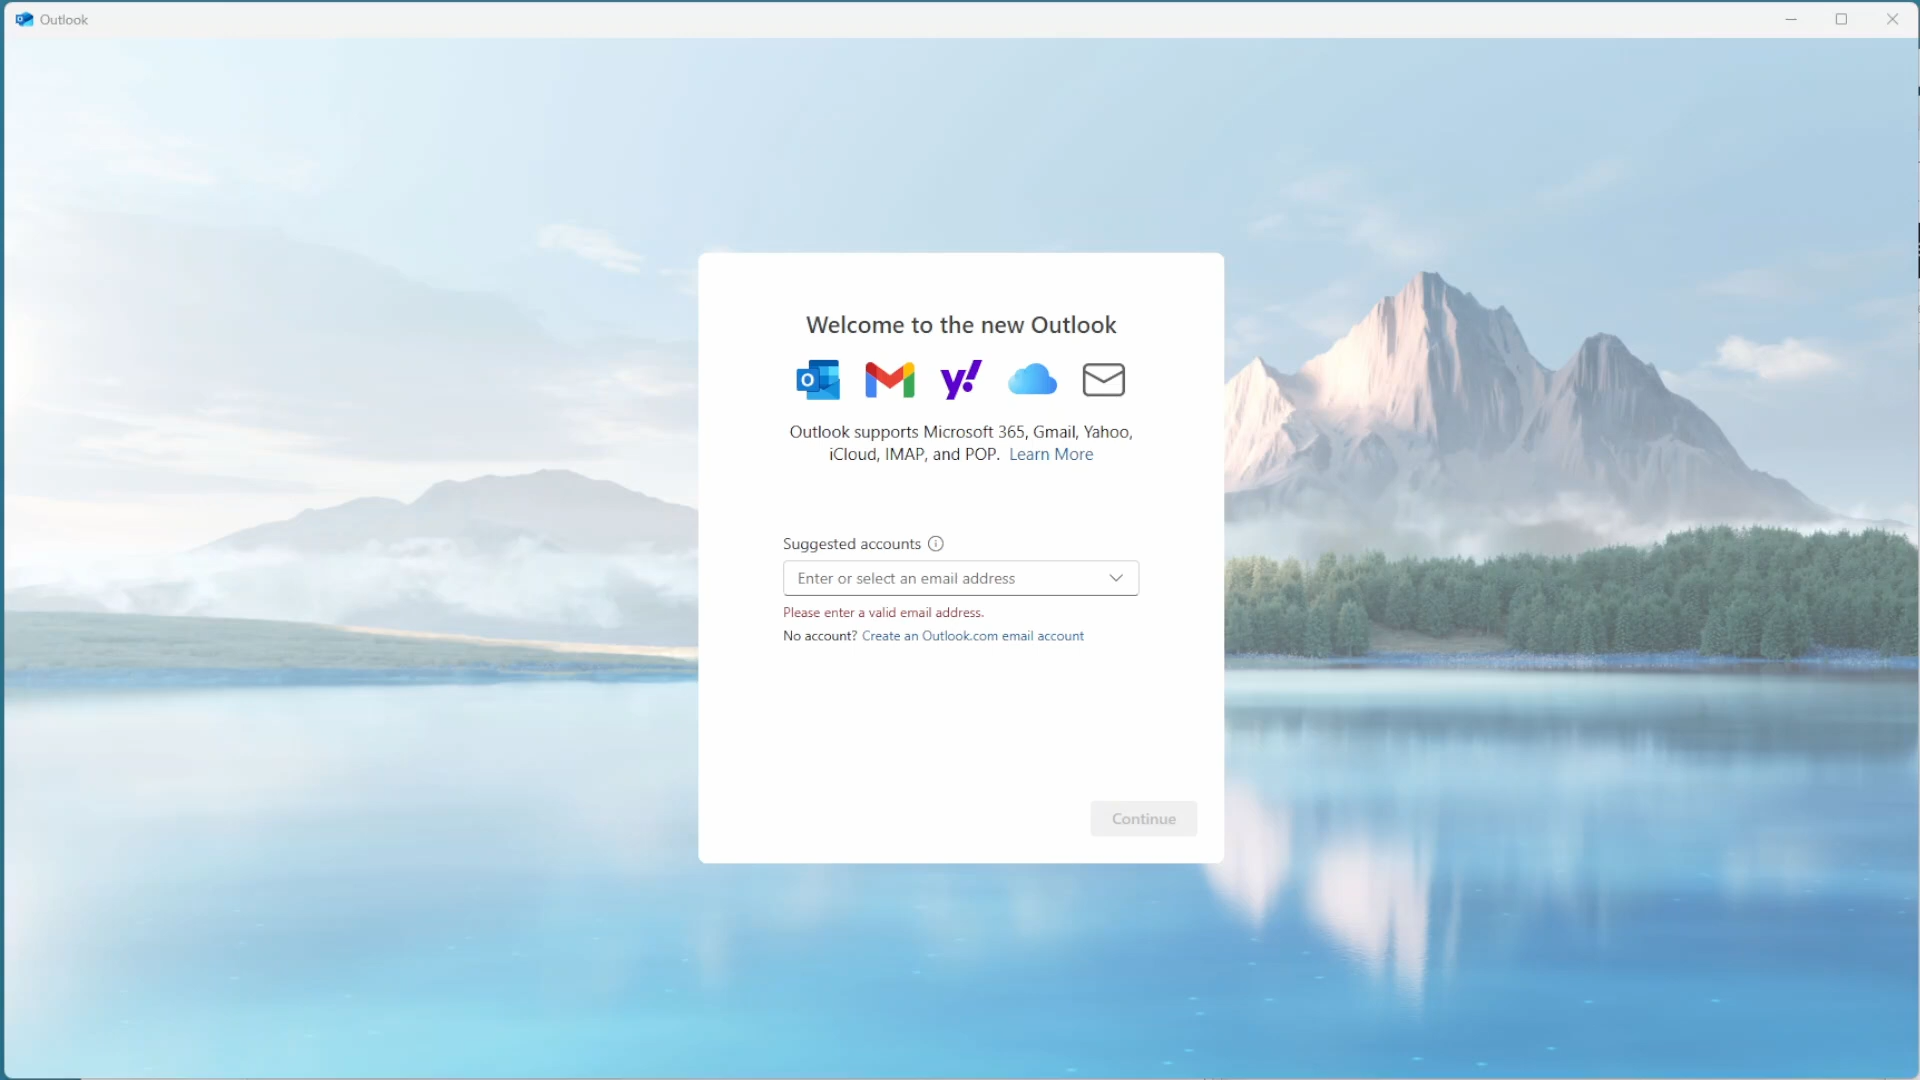 Outlook
Welcome to the new Outlook
Outlook supports Microsoft 365, Gmail, Yahoo,
iCloud, IMAP, and POP. Learn More
Suggested accounts
Enter or select an email address
Please enter a valid email address.
No account? Create an Outlook.com email account
Continue